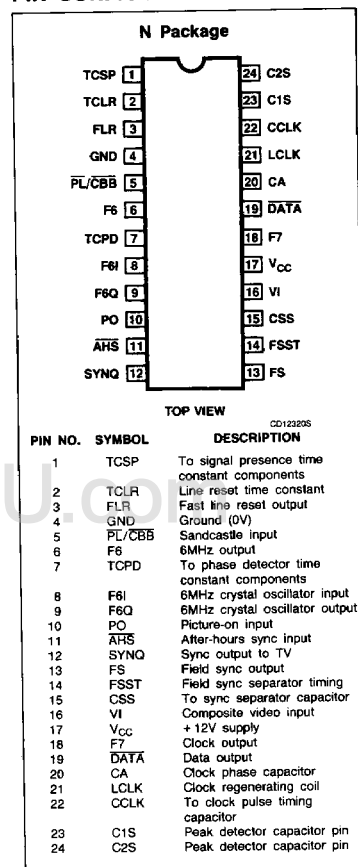 N Package
TCSP 1
24 C2S
TCLR 2
23 C1S
FLR 3
22 CCLK
GND 4
21 LCLK
P̅L̅/C̅B̅B̅ 5
20 CA
F6 6
19 D̅A̅T̅A̅
TCPD 7
18 F7
F6I 8
17 VCC
F6Q 9
16 VI
PO 10
15 CSS
A̅H̅S̅ 11
14 FSST
SYNQ 12
13 FS
TOP VIEW
CD12320S
PIN NO. SYMBOL DESCRIPTION
1 TCSP To signal presence time
constant components
2 TCLR Line reset time constant
3 FLR Fast line reset output
4 GND Ground (0V)
5 P̅L̅/C̅B̅B̅ Sandcastle input
6 F6 6MHz output
7 TCPD To phase detector time
constant components
8 F6I 6MHz crystal oscillator input
9 F6Q 6MHz crystal oscillator output
10 PO Picture-on input
11 A̅H̅S̅ After-hours sync input
12 SYNQ Sync output to TV
13 FS Field sync output
14 FSST Field sync separator timing
15 CSS To sync separator capacitor
16 VI Composite video input
17 VCC +12V supply
18 F7 Clock output
19 D̅A̅T̅A̅ Data output
20 CA Clock phase capacitor
21 LCLK Clock regenerating coil
22 CCLK To clock pulse timing
capacitor
23 C1S Peak detector capacitor pin
24 C2S Peak detector capacitor pin
U.com